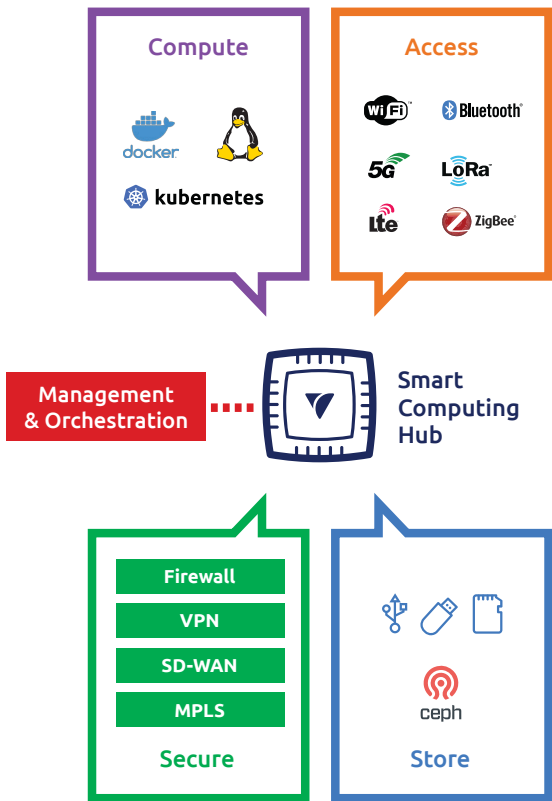 Compute
docker
kubernetes
Access
WiFi
Bluetooth
5G
LoRa
Lte
ZigBee
Management
& Orchestration
Smart
Computing
Hub
Firewall
VPN
SD-WAN
MPLS
Secure
ceph
Store